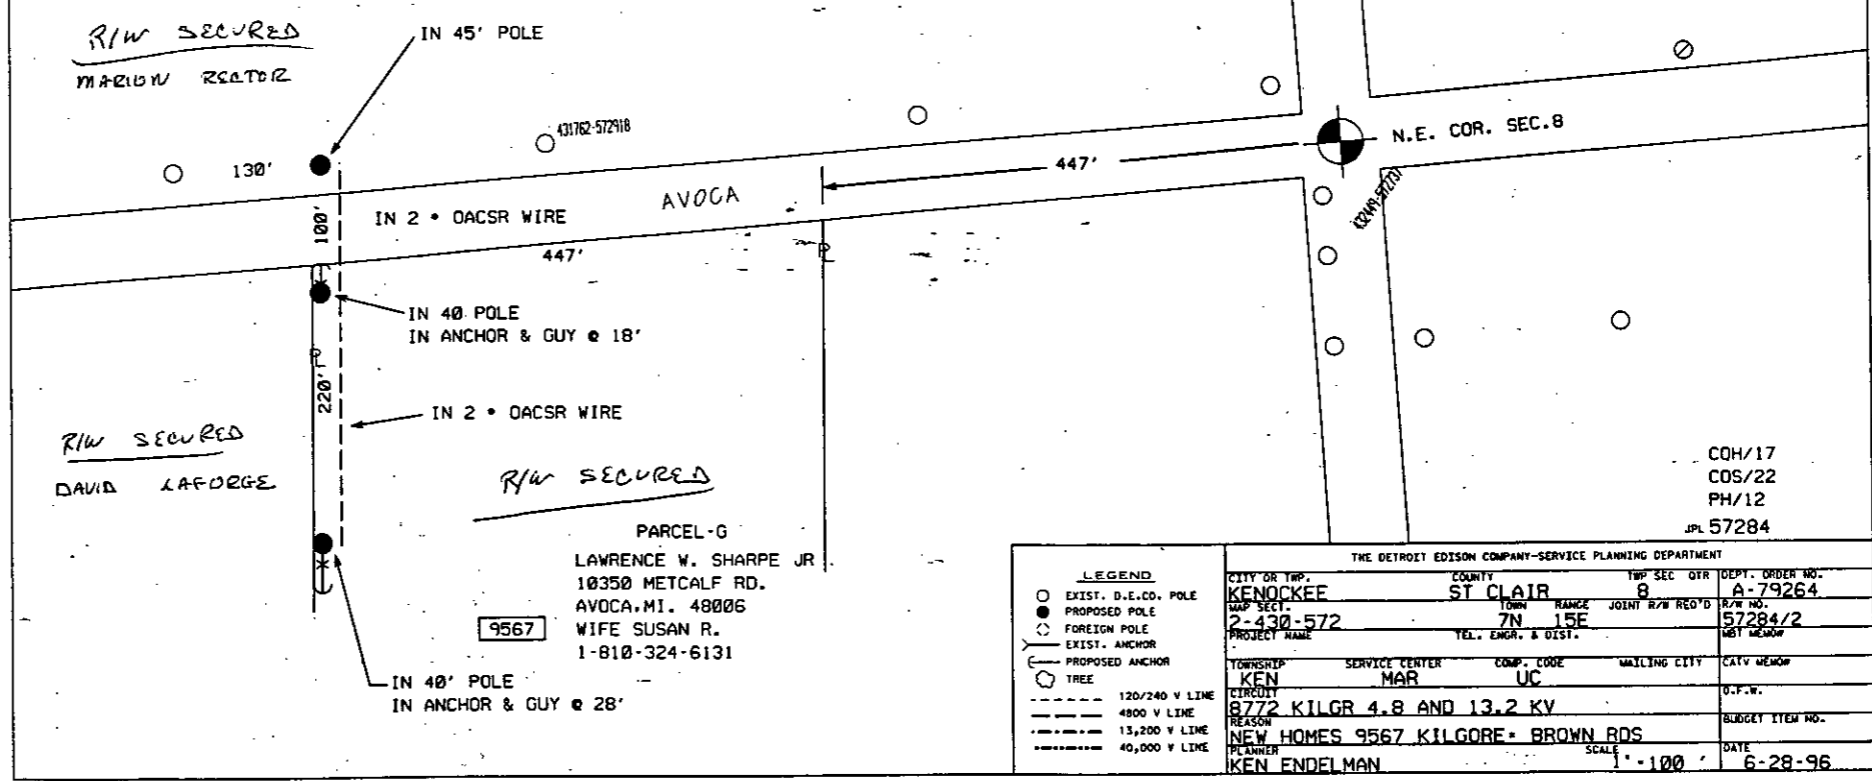 R/W SECURED
MARION RECTOR
IN 45' POLE
431762-572918
130'
N.E. COR. SEC.8
447'
AVOCA
100'
IN 2 • OACSR WIRE
447'
IN 40 POLE
IN ANCHOR & GUY @ 18'
220'
IN 2 • OACSR WIRE
R/W SECURED
DAVID LAFORGE
R/W SECURED
PARCEL-G
LAWRENCE W. SHARPE JR
10350 METCALF RD.
AVOCA.MI. 48006
9567 WIFE SUSAN R.
1-810-324-6131
IN 40' POLE
IN ANCHOR & GUY @ 28'
COH/17
COS/22
PH/12
JPL 57284
LEGEND
EXIST. D.E.CO. POLE
PROPOSED POLE
FOREIGN POLE
EXIST. ANCHOR
PROPOSED ANCHOR
TREE
120/240 V LINE
4800 V LINE
13,200 V LINE
40,000 V LINE
THE DETROIT EDISON COMPANY-SERVICE PLANNING DEPARTMENT
CITY OR TWP. COUNTY TWP SEC QTR DEPT. ORDER NO.
KENOCKEE ST CLAIR 8 A-79264
MAP SECT. TOWN RANGE JOINT R/W REQ'D R/W NO.
2-430-572 7N 15E 57284/2
PROJECT NAME TEL. ENGR. & DIST. MBT MEMO#
TOWNSHIP SERVICE CENTER COMP. CODE MAILING CITY CATV MEMO#
KEN MAR UC
CIRCUIT O.F.W.
8772 KILGR 4.8 AND 13.2 KV
REASON BUDGET ITEM NO.
NEW HOMES 9567 KILGORE- BROWN RDS
PLANNER SCALE DATE
KEN ENDELMAN 1"-100 ' 6-28-96